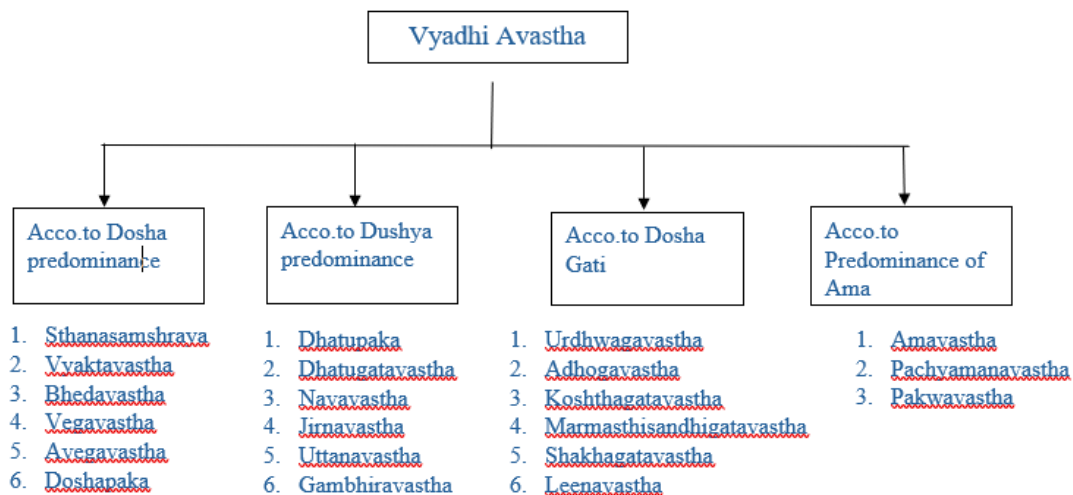 Vyadhi Avastha
Acco.to Dosha
predominance
Acco.to Dushya
predominance
Acco.to Dosha
Gati
Acco.to
Predominance of
Ama
1. Sthanasamshraya
2. Vyaktavastha
3. Bhedavastha
4. Vegavastha
5. Avegavastha
6. Doshapaka
1. Dhatupaka
2. Dhatugatavastha
3. Navavastha
4. Jirnavastha
5. Uttanavastha
6. Gambhiravastha
1. Urdhwagavastha
2. Adhogavastha
3. Koshthagatavastha
4. Marmasthisandhigatavastha
5. Shakhagatavastha
6. Leenavastha
1. Amavastha
2. Pachyamanavastha
3. Pakwavastha